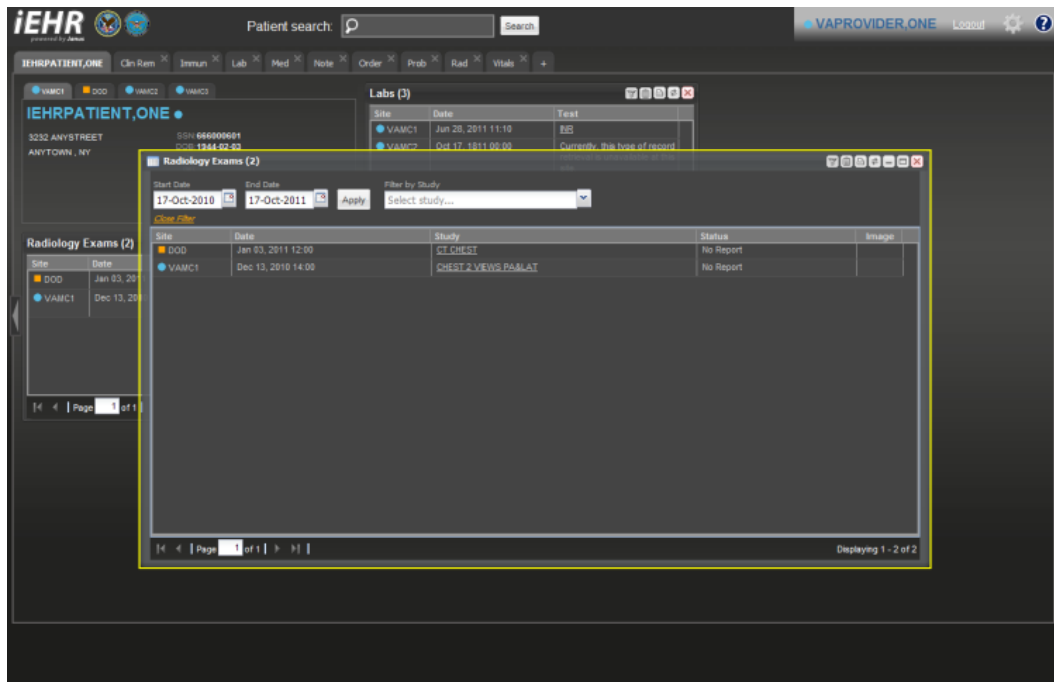 iEHR
powered by Janus
Patient search:
Search
VAPROVIDER,ONE
Logout
?
IEHRPATIENT,ONE Clin Rem Immun Lab Med Note Order Prob Rad Vitals +
VAMC1 DOD VAMC2 VAMC3
IEHRPATIENT,ONE
3232 ANYSTREET
ANYTOWN , NY
SSN:666000601
DOB:1944-02-03
Labs (3)
Site Date Test
VAMC1 Jun 28, 2011 11:10 INR
VAMC2 Oct 17, 1811 00:00 Currently, this type of record
retrieval is unavailable at the
Radiology Exams (2)
Site Date
DOD Jan 03, 201
VAMC1 Dec 13, 20
Page 1 of 1
Radiology Exams (2)
Start Date End Date Filter by Study
17-Oct-2010 17-Oct-2011 Apply Select study...
Close Filter
Site Date Study Status Image
DOD Jan 03, 2011 12:00 CT CHEST No Report
VAMC1 Dec 13, 2010 14:00 CHEST 2 VIEWS PA&LAT No Report
Page 1 of 1
Displaying 1 - 2 of 2